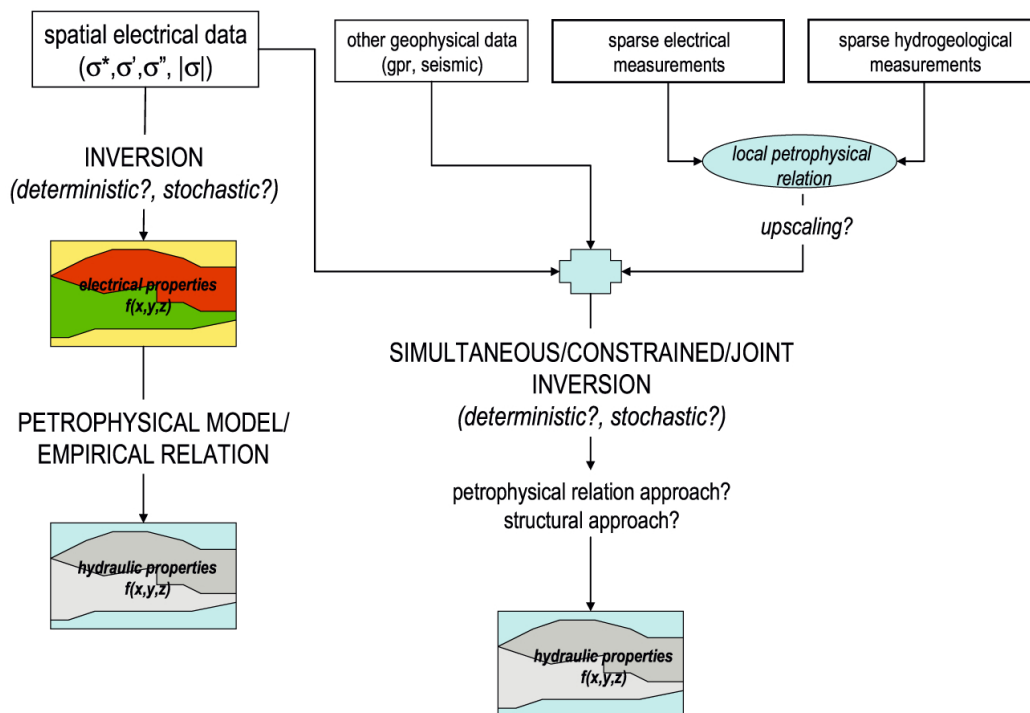 spatial electrical data
(σ*,σ’,σ”, |σ|)
other geophysical data
(gpr, seismic)
sparse electrical
measurements
sparse hydrogeological
measurements
local petrophysical
relation
upscaling?
INVERSION
(deterministic?, stochastic?)
electrical properties
f(x,y,z)
PETROPHYSICAL MODEL/
EMPIRICAL RELATION
hydraulic properties
f(x,y,z)
SIMULTANEOUS/CONSTRAINED/JOINT
INVERSION
(deterministic?, stochastic?)
petrophysical relation approach?
structural approach?
hydraulic properties
f(x,y,z)